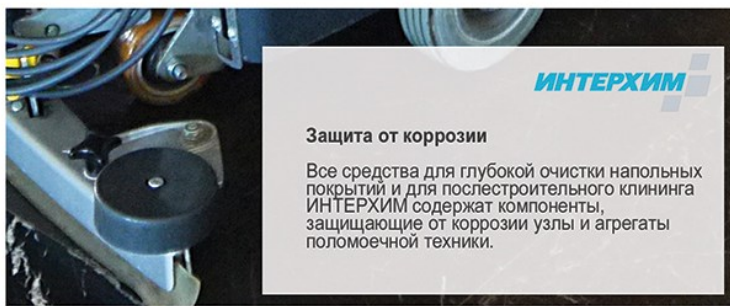 ИНТЕРХИМ
Защита от коррозии
Все средства для глубокой очистки напольных
покрытий и для послестроительного клининга
ИНТЕРХИМ содержат компоненты,
защищающие от коррозии узлы и агрегаты
поломоечной техники.